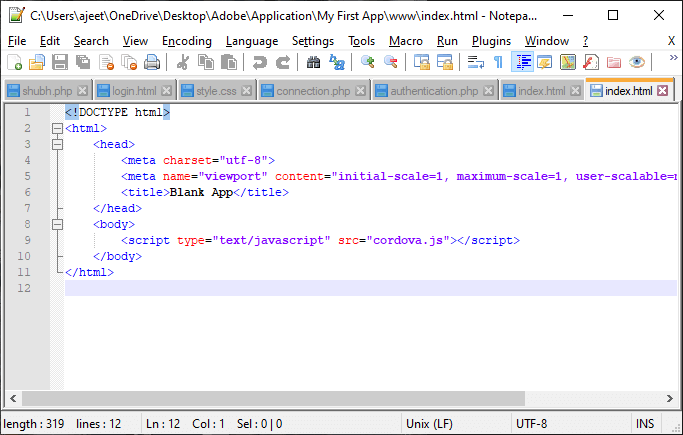 C:\Users\ajeet\OneDrive\Desktop\Adobe\Application\My First App\www\index.html - Notepa...
File Edit Search View Encoding Language Settings Tools Macro Run Plugins Window ? X
shubh.php login.html style.css connection.php authentication.php index.html index.html
1 <!DOCTYPE html>
2 <html>
3 <head>
4 <meta charset="utf-8">
5 <meta name="viewport" content="initial-scale=1, maximum-scale=1, user-scalable=n
6 <title>Blank App</title>
7 </head>
8 <body>
9 <script type="text/javascript" src="cordova.js"></script>
10 </body>
11 </html>
12
length : 319 lines : 12 Ln : 12 Col : 1 Sel : 0 | 0 Unix (LF) UTF-8 INS